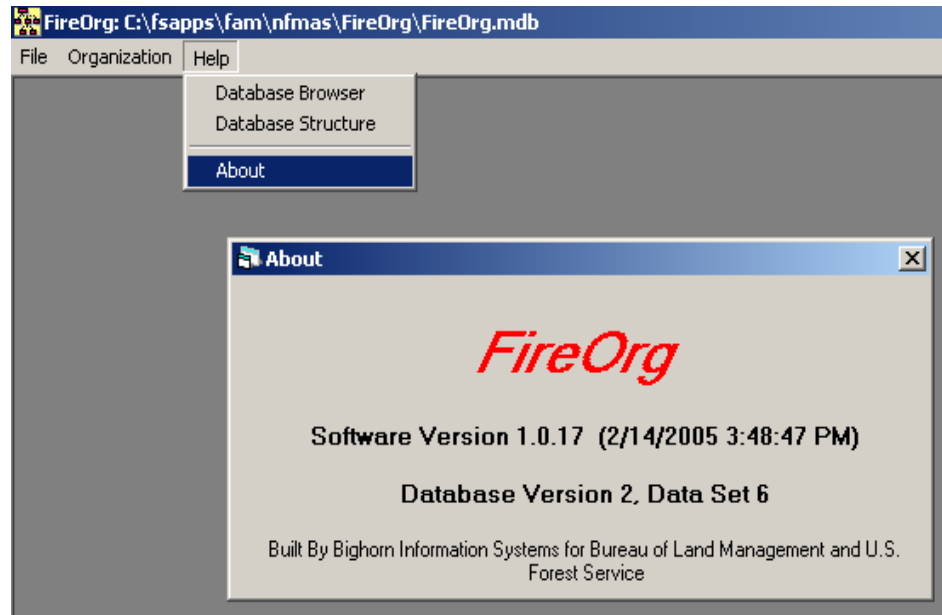 FireOrg: C:\fsapps\fam\nfmas\FireOrg\FireOrg.mdb
File Organization Help
Database Browser
Database Structure
About
About
FireOrg
Software Version 1.0.17 (2/14/2005 3:48:47 PM)
Database Version 2, Data Set 6
Built By Bighorn Information Systems for Bureau of Land Management and U.S.
Forest Service